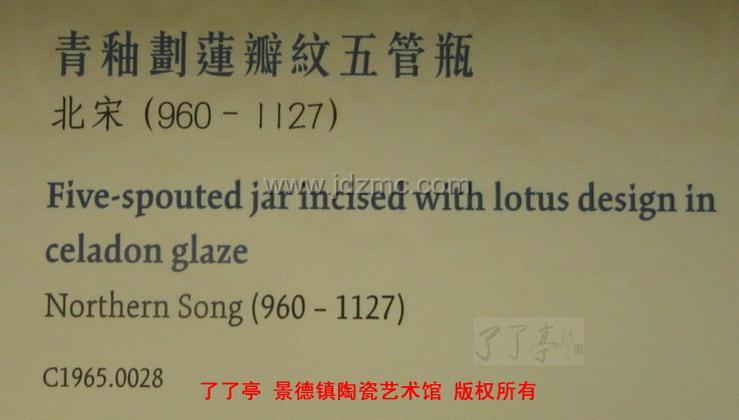 青釉劃蓮瓣紋五管瓶
北宋 (960 - 1127)
www.jdzmc.com
Five-spouted jar incised with lotus design in
celadon glaze
Northern Song (960 – 1127)
了了亭
C1965.0028
了了亭 景德镇陶瓷艺术馆 版权所有